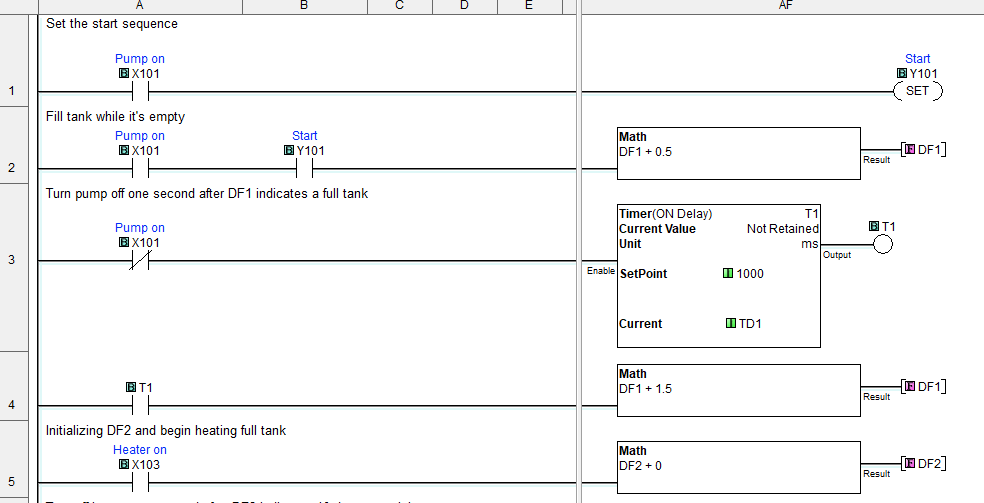 A B C D E AF
Set the start sequence
Pump on Start
B X101 B Y101
1 SET
Fill tank while it's empty
Pump on Start
B X101 B Y101
Math
DF1 + 0.5
F DF1
Result
2
Turn pump off one second after DF1 indicates a full tank
Pump on
B X101
3
Timer(ON Delay) T1
Current Value Not Retained
Unit ms
B T1
Output
Enable
SetPoint I 1000
Current I TD1
B T1
4
Math
DF1 + 1.5
F DF1
Result
Initializing DF2 and begin heating full tank
Heater on
B X103
5
Math
DF2 + 0
F DF2
Result